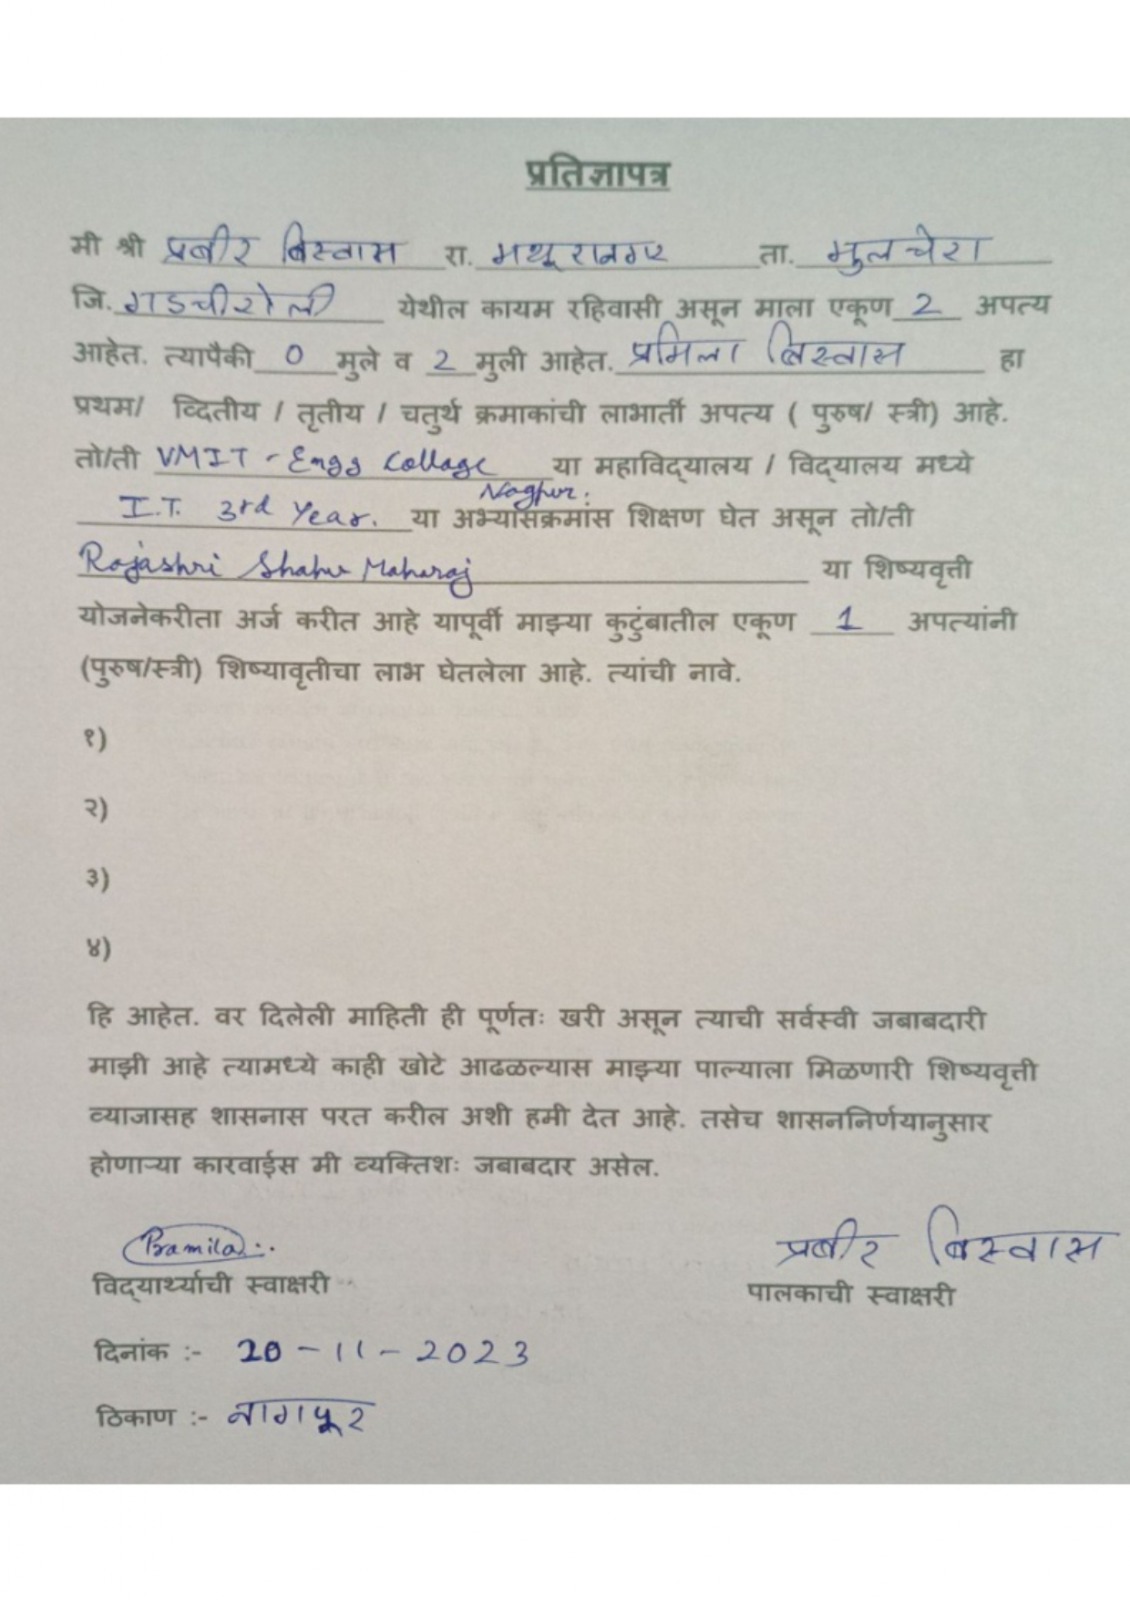 प्रतिज्ञापत्र
मी श्री प्रबीर बिस्वास रा. मथूरानगर ता. मुलचेरा
जि. गडचीरोली येथील कायम रहिवासी असून माला एकूण 2 अपत्य
आहेत. त्यापैकी 0 मुले व 2 मुली आहेत. प्रमिला बिस्वास हा
प्रथम/ व्दितीय / तृतीय / चतुर्थ क्रमाकांची लाभार्ती अपत्य ( पुरुष/ स्त्री) आहे.
तो/ती VMIT - Engg Collage या महाविद्यालय / विद्यालय मध्ये
Nagpur.
I.T. 3rd Year. या अभ्यासक्रमांस शिक्षण घेत असून तो/ती
Rajashri Shahu Maharaj या शिष्यवृत्ती
योजनेकरीता अर्ज करीत आहे यापूर्वी माझ्या कुटुंबातील एकूण 1 अपत्यांनी
(पुरुष/स्त्री) शिष्यावृतीचा लाभ घेतलेला आहे. त्यांची नावे.
१)
२)
३)
४)
हि आहेत. वर दिलेली माहिती ही पूर्णतः खरी असून त्याची सर्वस्वी जबाबदारी
माझी आहे त्यामध्ये काही खोटे आढळल्यास माझ्या पाल्याला मिळणारी शिष्यवृत्ती
व्याजासह शासनास परत करील अशी हमी देत आहे. तसेच शासननिर्णयानुसार
होणाऱ्या कारवाईस मी व्यक्तिशः जबाबदार असेल.
Pramila प्रबीर बिस्वास
विद्यार्थ्याची स्वाक्षरी पालकाची स्वाक्षरी
दिनांक :- 20-11-2023
ठिकाण :- नागपूर